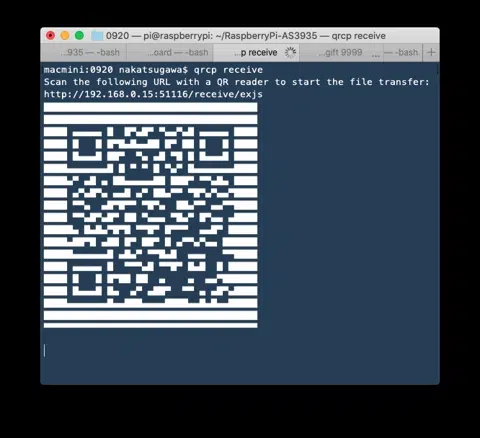 0920 — pi@raspberrypi: ~/RaspberryPi-AS3935 — qrcp receive
...935 — -bash ...oard — -bash ...p receive ...gift 9999 ... — -bash +
macmini:0920 nakatsugawa$ qrcp receive
Scan the following URL with a QR reader to start the file transfer:
http://192.168.0.15:51116/receive/exjs